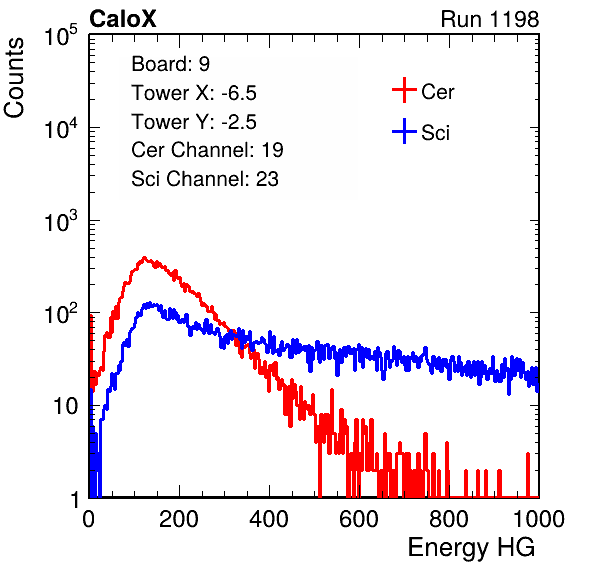 CaloX Run 1198
Counts
Board: 9
Tower X: -6.5
Tower Y: -2.5
Cer Channel: 19
Sci Channel: 23
Cer
Sci
10^5
10^4
10^3
10^2
10
1
0 200 400 600 800 1000
Energy HG